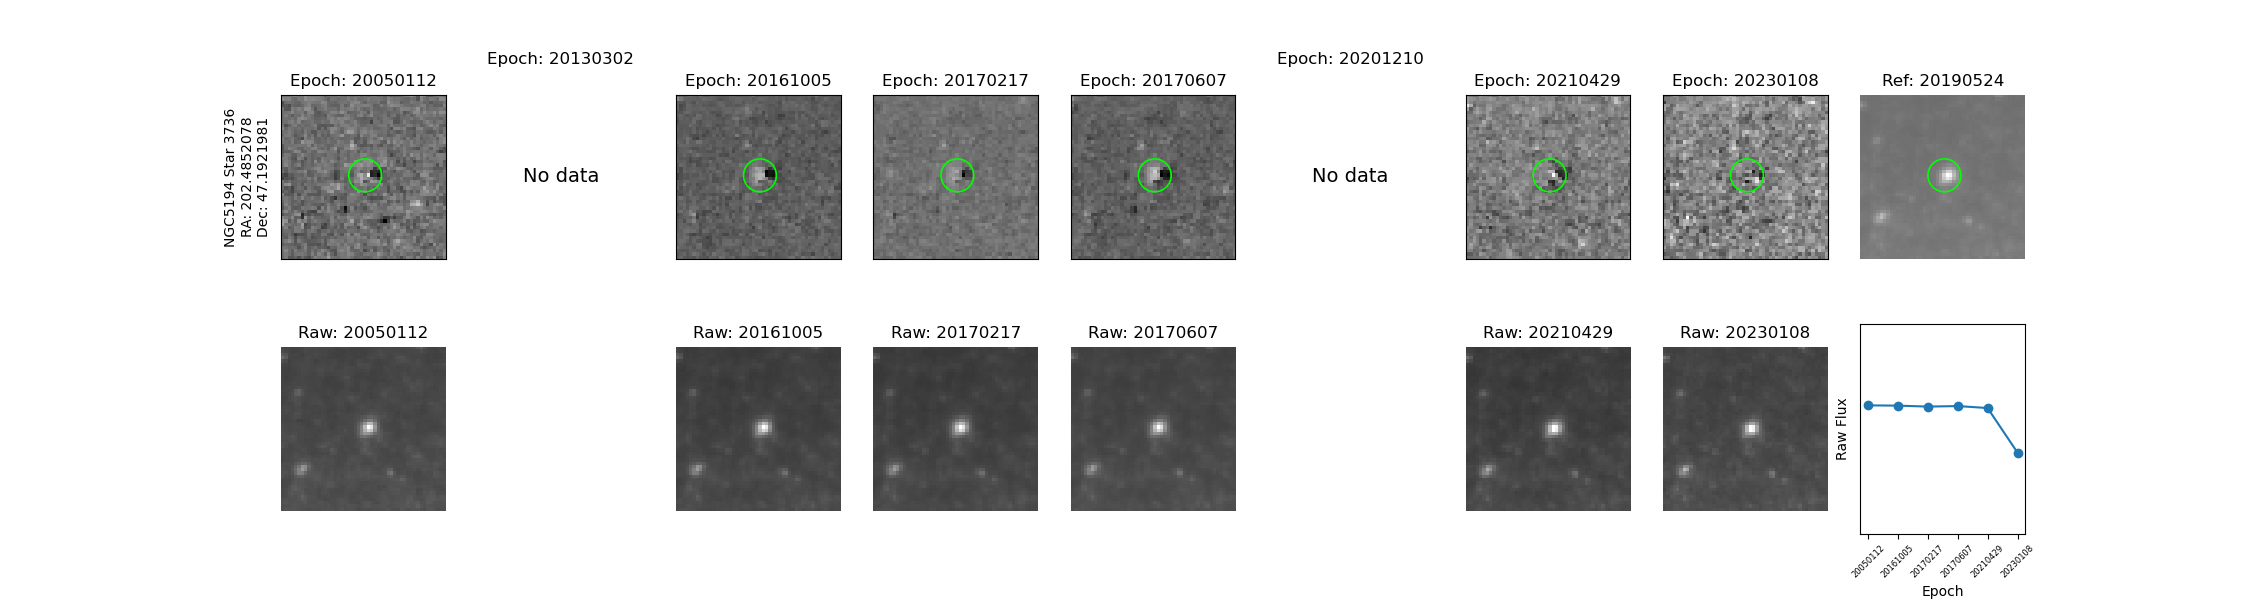 Epoch: 20050112
Epoch: 20130302
Epoch: 20161005
Epoch: 20170217
Epoch: 20170607
Epoch: 20201210
Epoch: 20210429
Epoch: 20230108
Ref: 20190524
NGC5194 Star 3736
RA: 202.4852078
Dec: 47.1921981
No data
No data
Raw: 20050112
Raw: 20161005
Raw: 20170217
Raw: 20170607
Raw: 20210429
Raw: 20230108
Raw Flux
20050112
20161005
20170217
20170607
20210429
20230108
Epoch